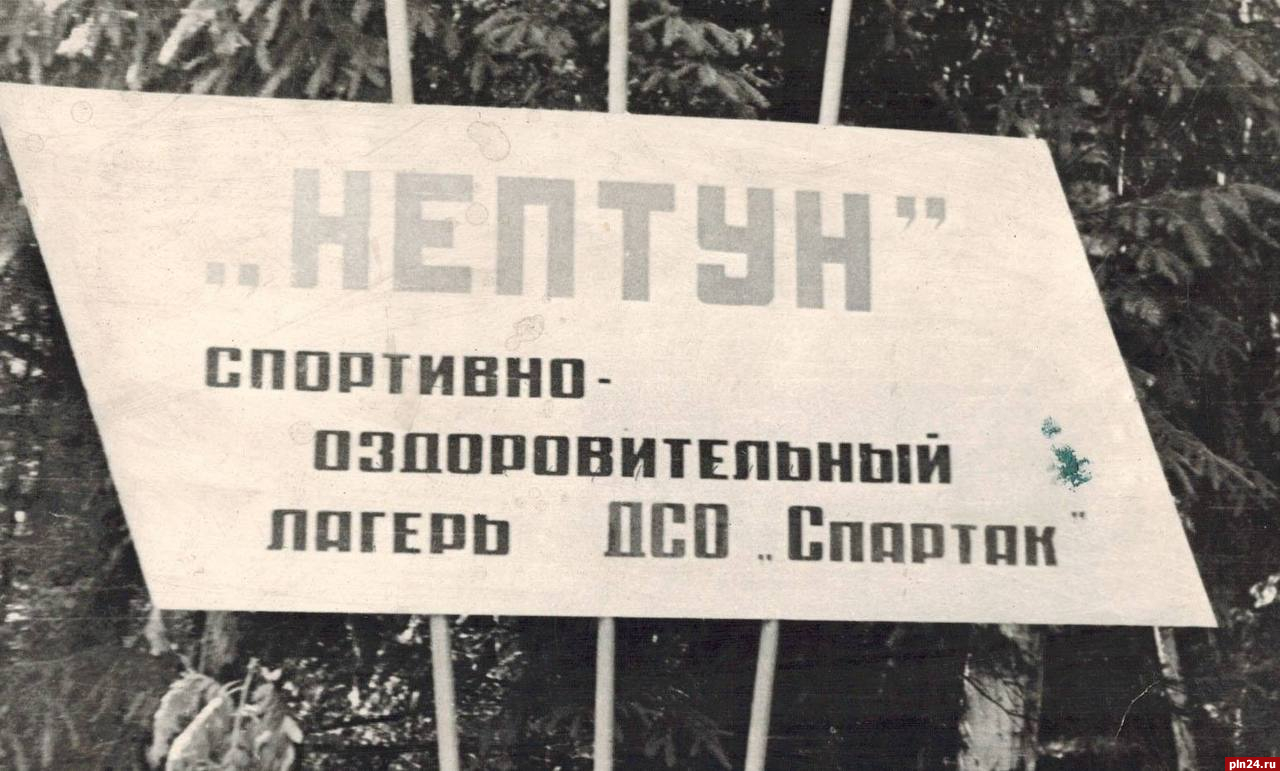 „НЕПТУН”
СПОРТИВНО-
ОЗДОРОВИТЕЛЬНЫЙ
ЛАГЕРЬ ДСО „Спартак"
pln24.ru